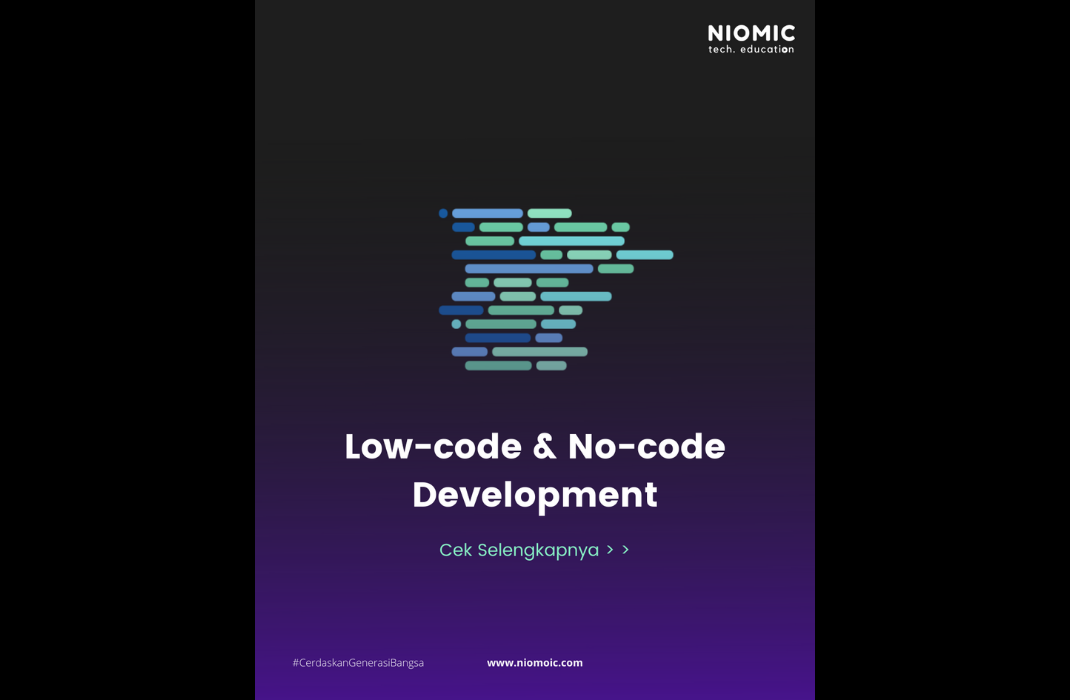 NIOMIC
tech. education
Low-code & No-code
Development
Cek Selengkapnya > >
#CerdaskanGenerasiBangsa
www.niomoic.com